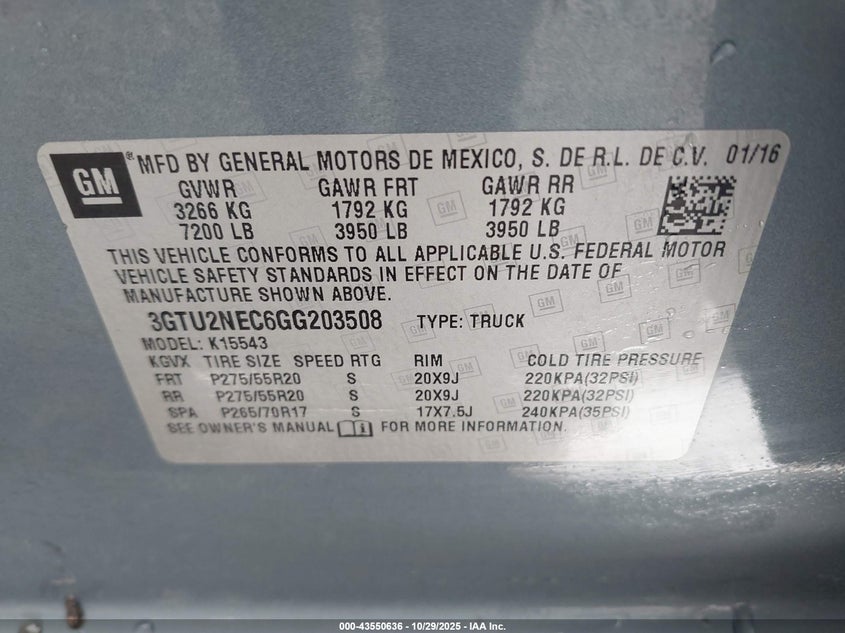 GM ® MFD BY GENERAL MOTORS DE MEXICO, S. DE R.L. DE C.V. 01/16
GVWR GAWR FRT GAWR RR
3266 KG 1792 KG 1792 KG
7200 LB 3950 LB 3950 LB
THIS VEHICLE CONFORMS TO ALL APPLICABLE U.S. FEDERAL MOTOR
VEHICLE SAFETY STANDARDS IN EFFECT ON THE DATE OF
MANUFACTURE SHOWN ABOVE.
3GTU2NEC6GG203508 TYPE: TRUCK
MODEL: K15543
KGVX TIRE SIZE SPEED RTG RIM COLD TIRE PRESSURE
FRT P275/55R20 S 20X9J 220KPA(32PSI)
RR P275/55R20 S 20X9J 220KPA(32PSI)
SPA P265/70R17 S 17X7.5J 240KPA(35PSI)
SEE OWNER'S MANUAL FOR MORE INFORMATION.
000-43550636 - 10/29/2025 - IAA Inc.